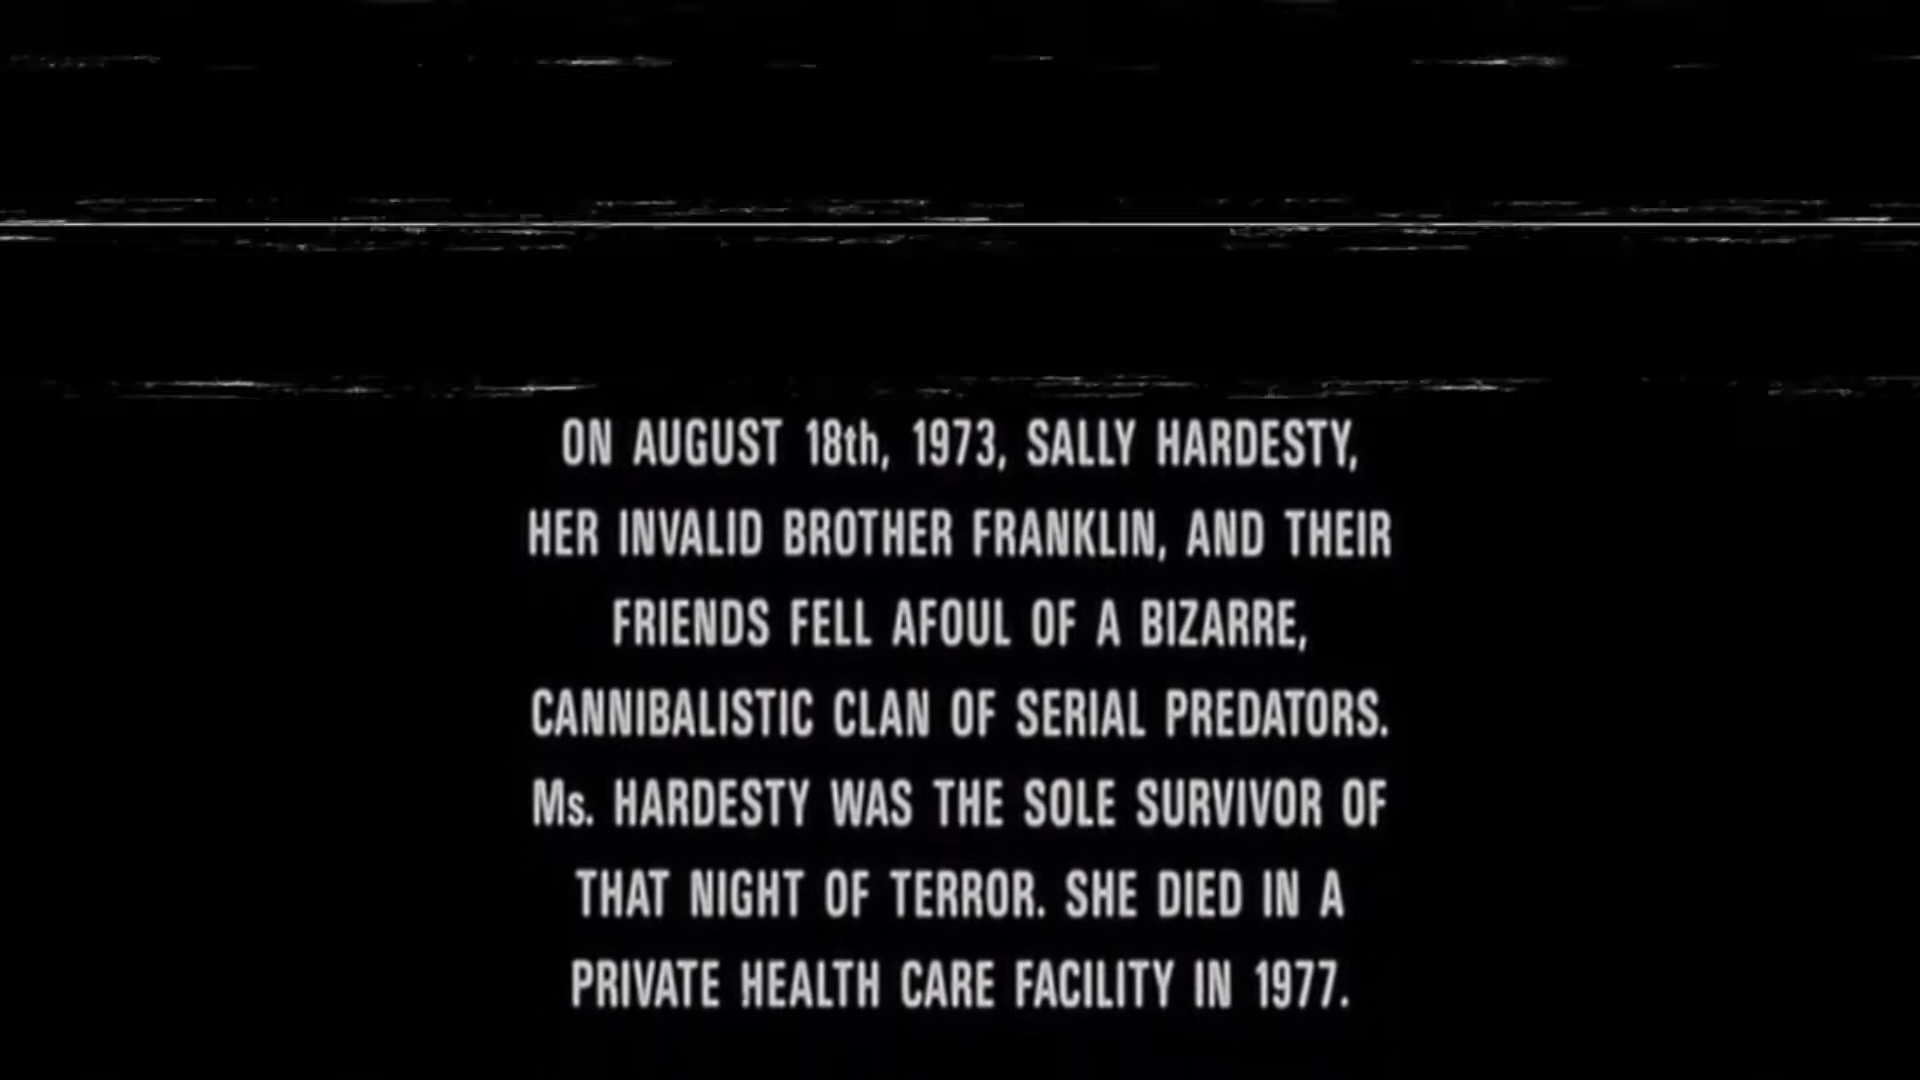 ON AUGUST 18th, 1973, SALLY HARDESTY,
HER INVALID BROTHER FRANKLIN, AND THEIR
FRIENDS FELL AFOUL OF A BIZARRE,
CANNIBALISTIC CLAN OF SERIAL PREDATORS.
Ms. HARDESTY WAS THE SOLE SURVIVOR OF
THAT NIGHT OF TERROR. SHE DIED IN A
PRIVATE HEALTH CARE FACILITY IN 1977.